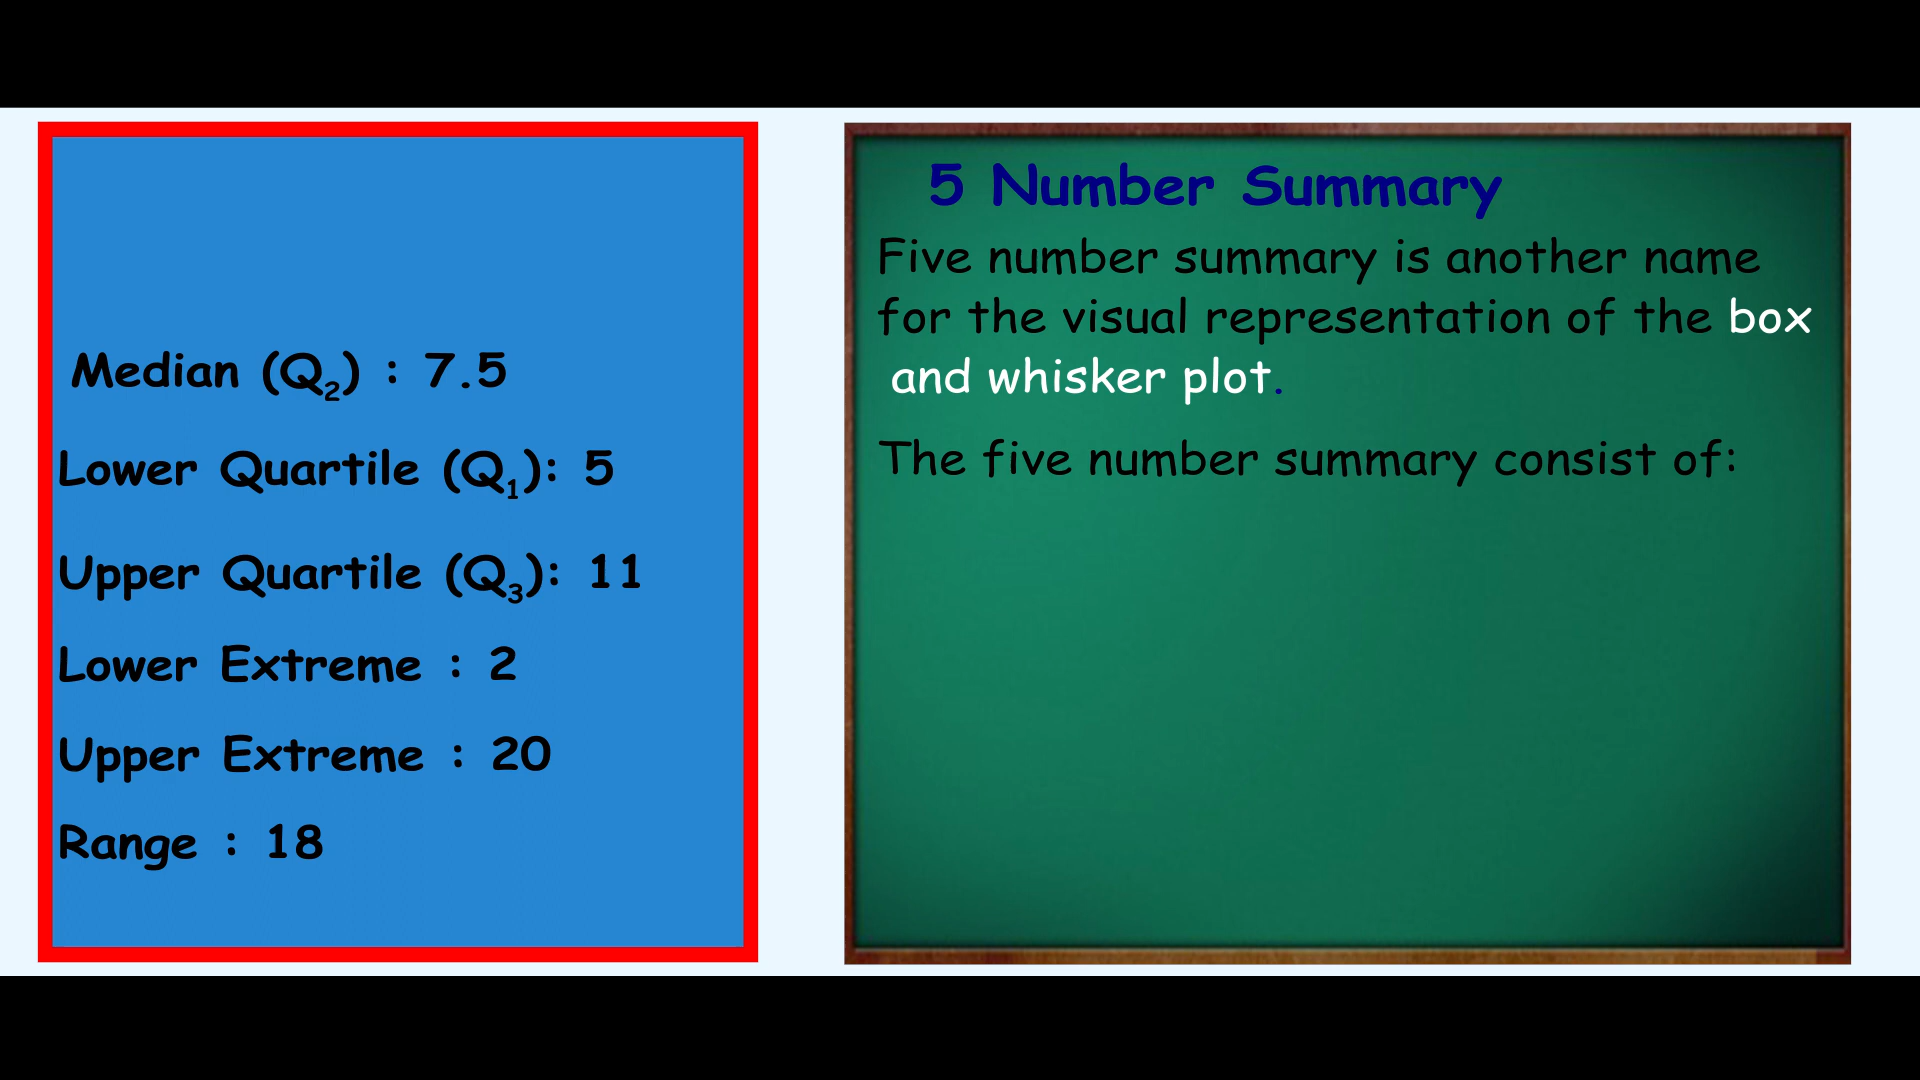 Median (Q₂) : 7.5
Lower Quartile (Q₁): 5
Upper Quartile (Q₃): 11
Lower Extreme : 2
Upper Extreme : 20
Range : 18
5 Number Summary
Five number summary is another name
for the visual representation of the box
and whisker plot.
The five number summary consist of: